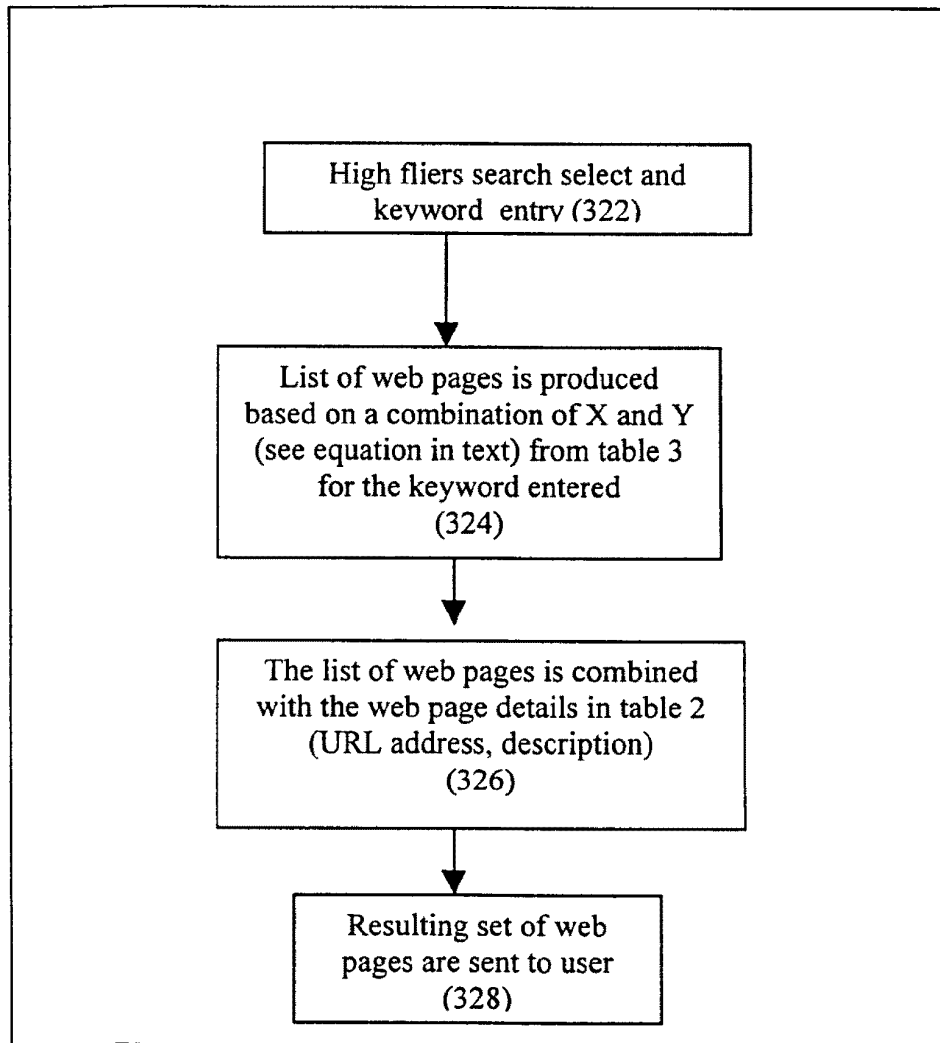 High fliers search select and
keyword entry (322)
List of web pages is produced
based on a combination of X and Y
(see equation in text) from table 3
for the keyword entered
(324)
The list of web pages is combined
with the web page details in table 2
(URL address, description)
(326)
Resulting set of web
pages are sent to user
(328)